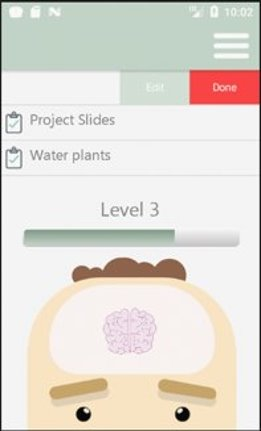 10:02
Edit
Done
Project Slides
Water plants
Level 3